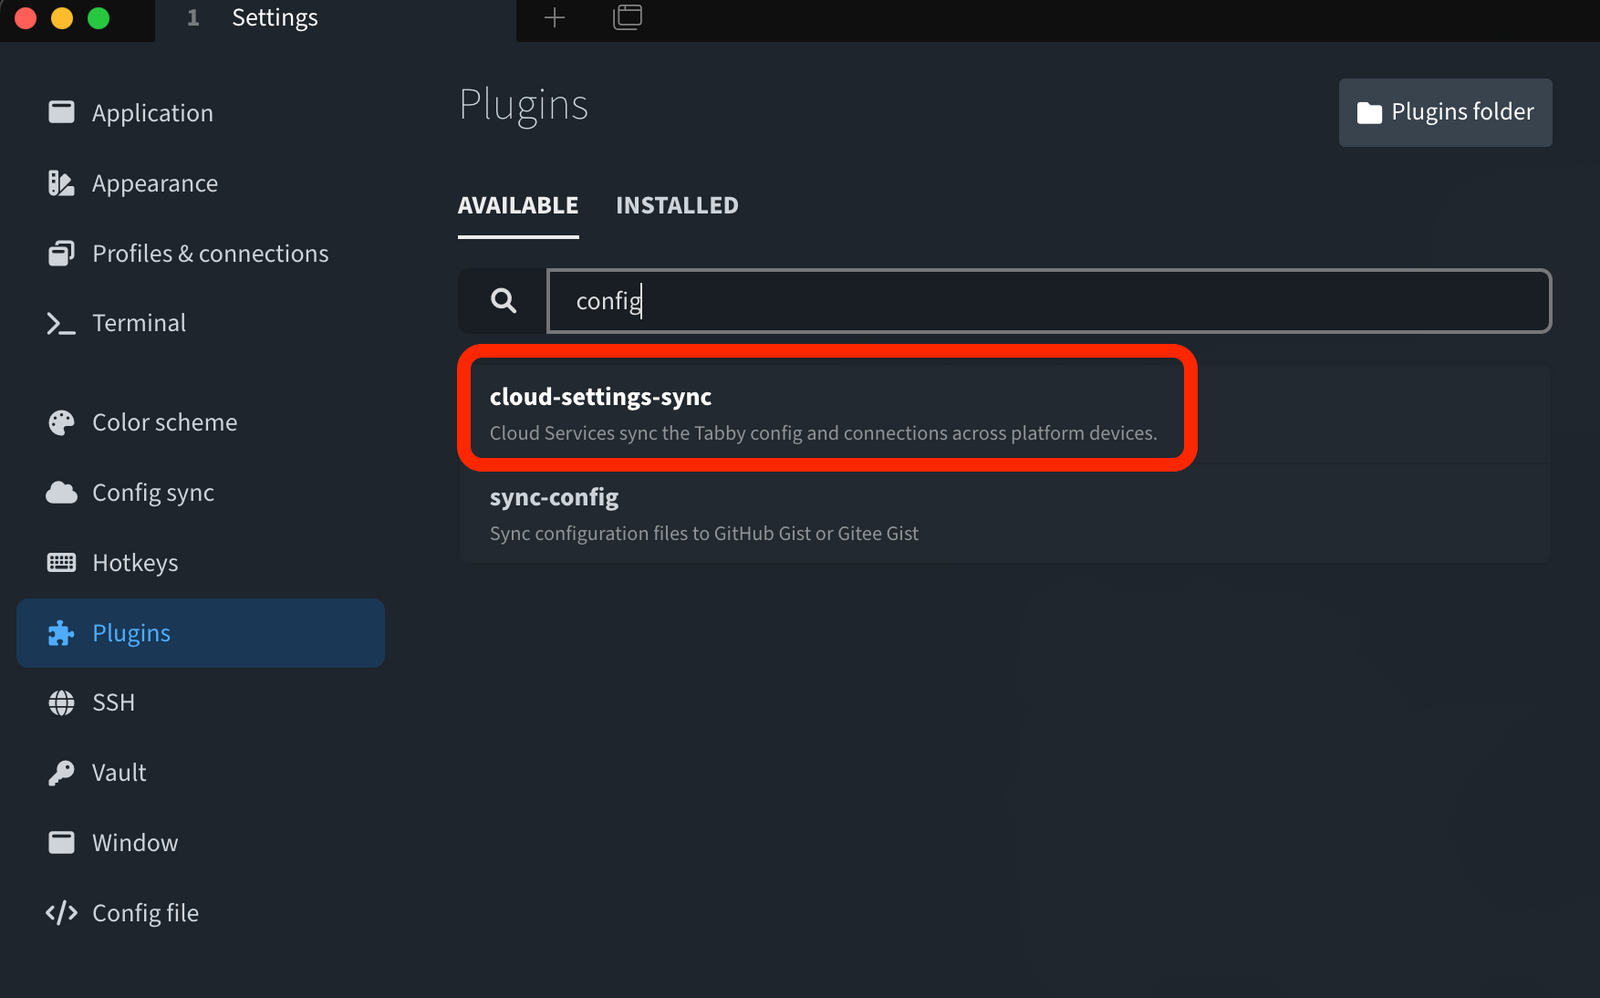 1 Settings
Application
Appearance
Profiles & connections
Terminal
Color scheme
Config sync
Hotkeys
Plugins
SSH
Vault
Window
Config file
Plugins
Plugins folder
AVAILABLE INSTALLED
config
cloud-settings-sync
Cloud Services sync the Tabby config and connections across platform devices.
sync-config
Sync configuration files to GitHub Gist or Gitee Gist